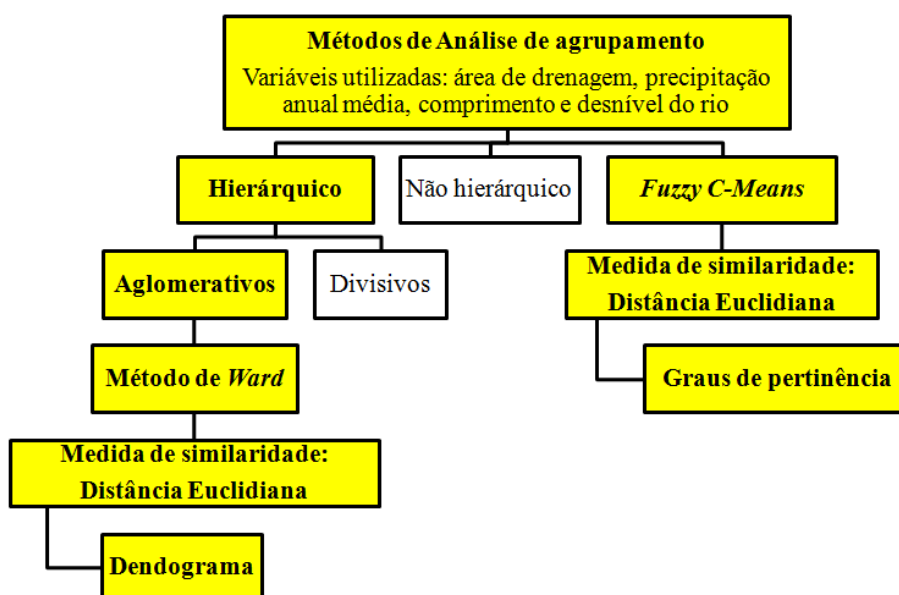 Métodos de Análise de agrupamento
Variáveis utilizadas: área de drenagem, precipitação
anual média, comprimento e desnível do rio
Hierárquico
Não hierárquico
Fuzzy C-Means
Aglomerativos
Divisivos
Medida de similaridade:
Distância Euclidiana
Método de Ward
Graus de pertinência
Medida de similaridade:
Distância Euclidiana
Dendograma